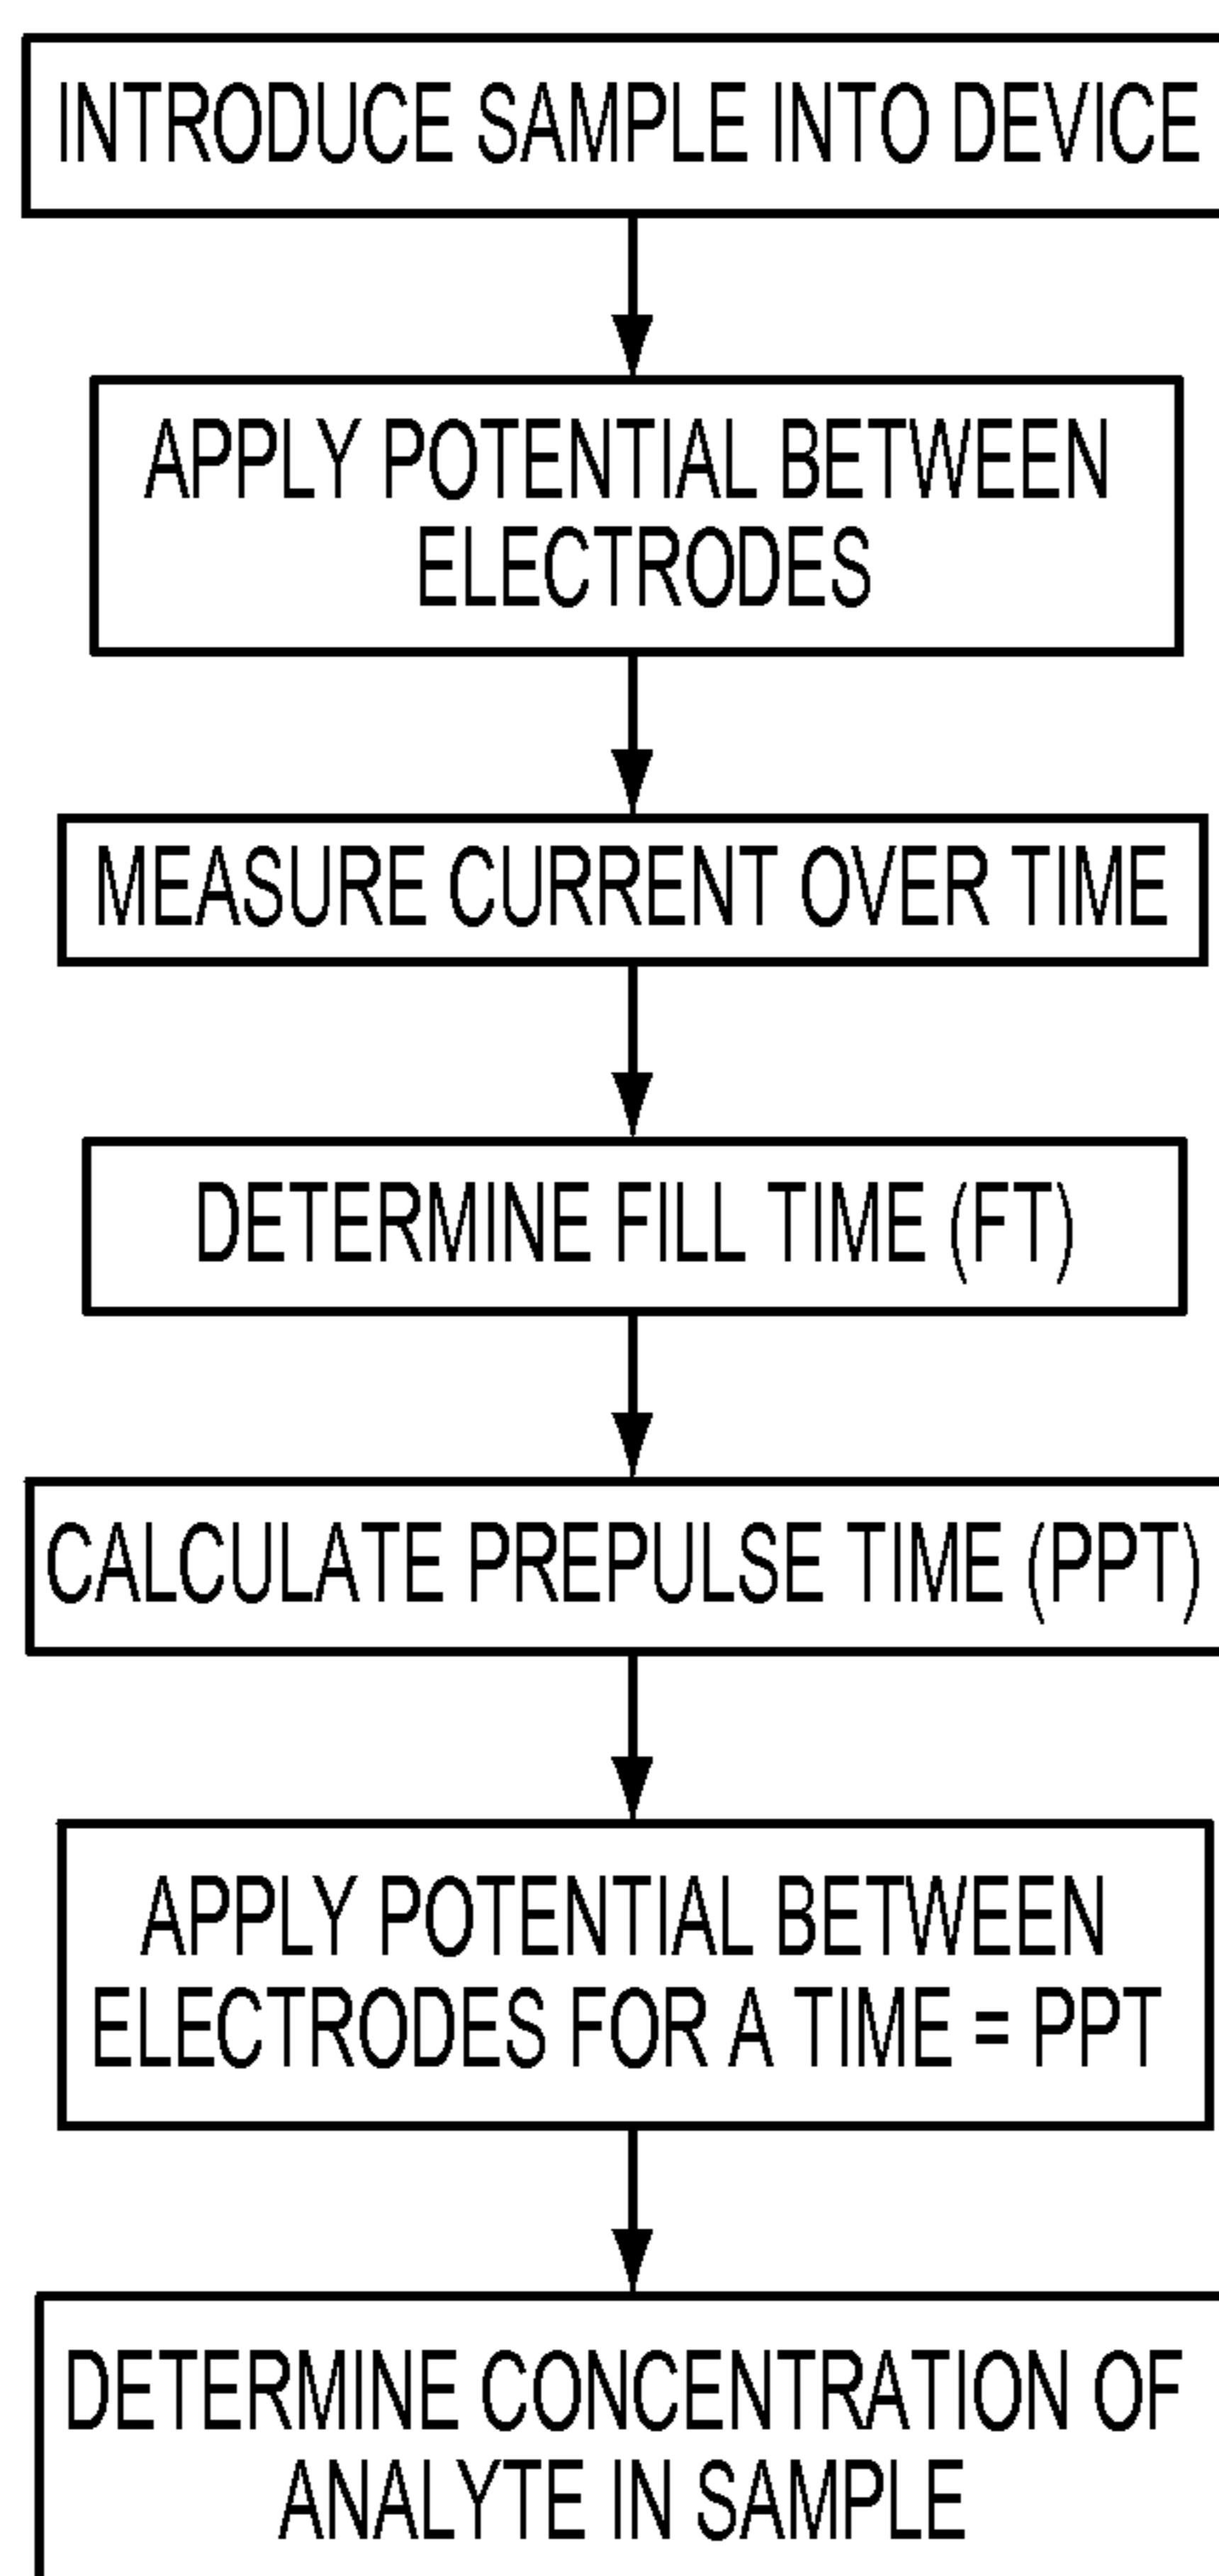 INTRODUCE SAMPLE INTO DEVICE
APPLY POTENTIAL BETWEEN
ELECTRODES
MEASURE CURRENT OVER TIME
DETERMINE FILL TIME (FT)
CALCULATE PREPULSE TIME (PPT)
APPLY POTENTIAL BETWEEN
ELECTRODES FOR A TIME = PPT
DETERMINE CONCENTRATION OF
ANALYTE IN SAMPLE